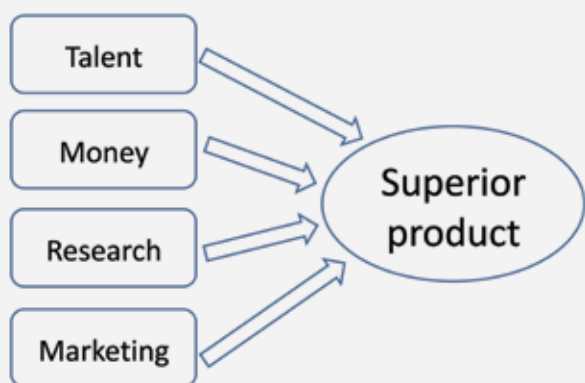 Talent
Money
Research
Marketing
Superior
product